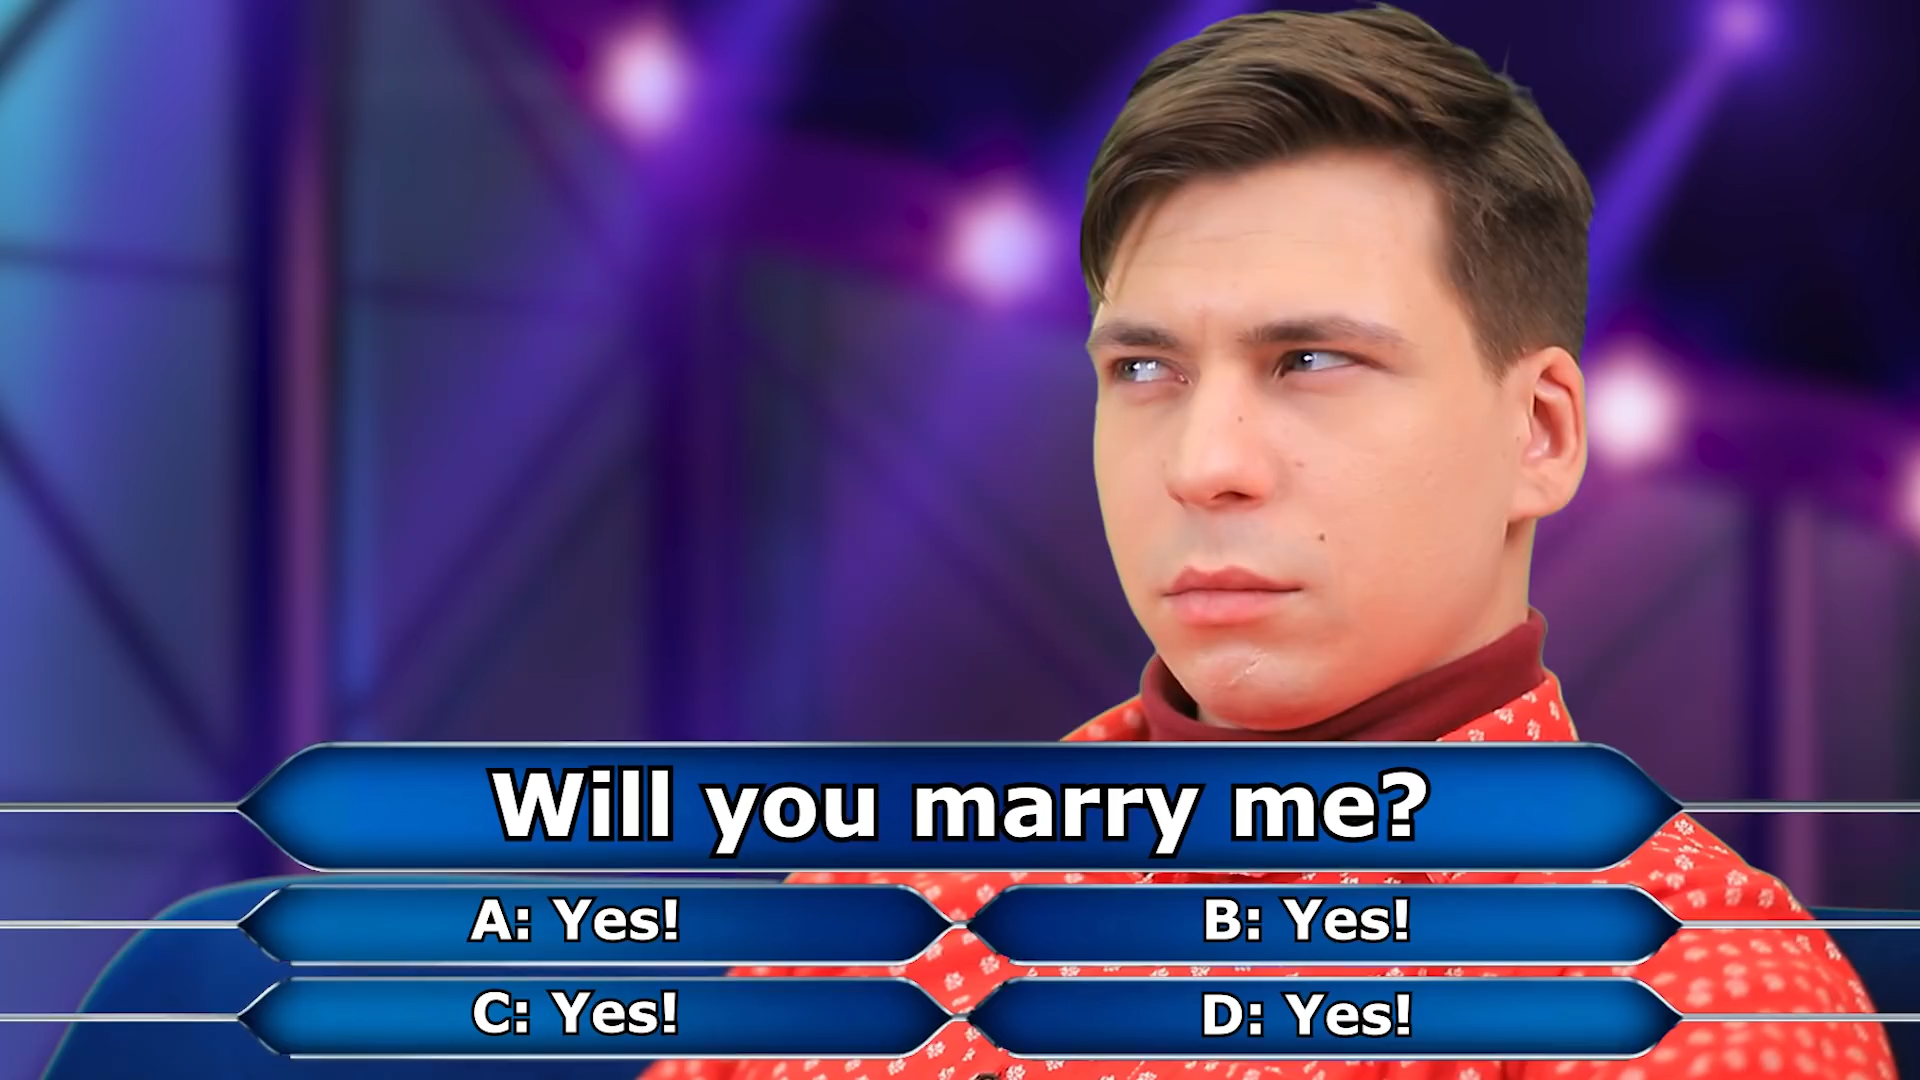 Will you marry me?
A: Yes!
B: Yes!
C: Yes!
D: Yes!